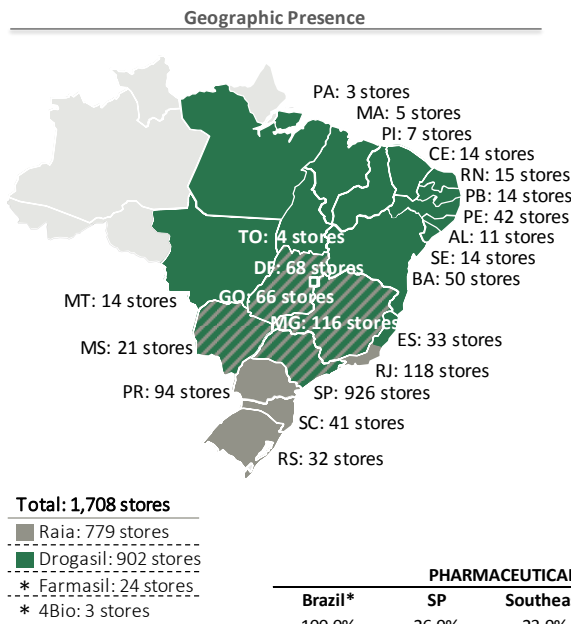 Geographic Presence
PA: 3 stores
MA: 5 stores
PI: 7 stores
CE: 14 stores
RN: 15 stores
PB: 14 stores
PE: 42 stores
AL: 11 stores
SE: 14 stores
BA: 50 stores
TO: 4 stores
DF: 68 stores
GO: 66 stores
MT: 14 stores
MG: 116 stores
ES: 33 stores
MS: 21 stores
RJ: 118 stores
PR: 94 stores
SP: 926 stores
SC: 41 stores
RS: 32 stores
Total: 1,708 stores
Raia: 779 stores
Drogasil: 902 stores
* Farmasil: 24 stores
* 4Bio: 3 stores
PHARMACEUTICAL
Brazil* SP Southea